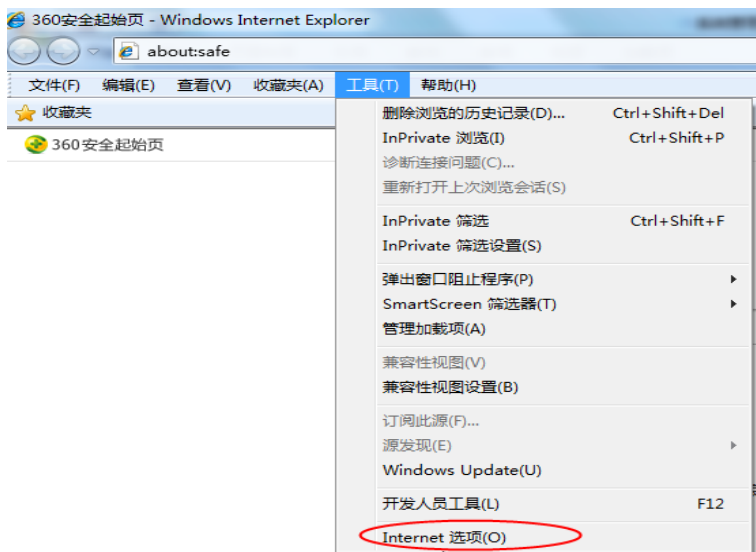 360安全起始页 - Windows Internet Explorer
about:safe
文件(F) 编辑(E) 查看(V) 收藏夹(A) 工具(T) 帮助(H)
收藏夹
360安全起始页
删除浏览的历史记录(D)... Ctrl+Shift+Del
InPrivate 浏览(I) Ctrl+Shift+P
诊断连接问题(C)...
重新打开上次浏览会话(S)
InPrivate 筛选 Ctrl+Shift+F
InPrivate 筛选设置(S)
弹出窗口阻止程序(P)
SmartScreen 筛选器(T)
管理加载项(A)
兼容性视图(V)
兼容性视图设置(B)
订阅此源(F)...
源发现(E)
Windows Update(U)
开发人员工具(L) F12
Internet 选项(O)